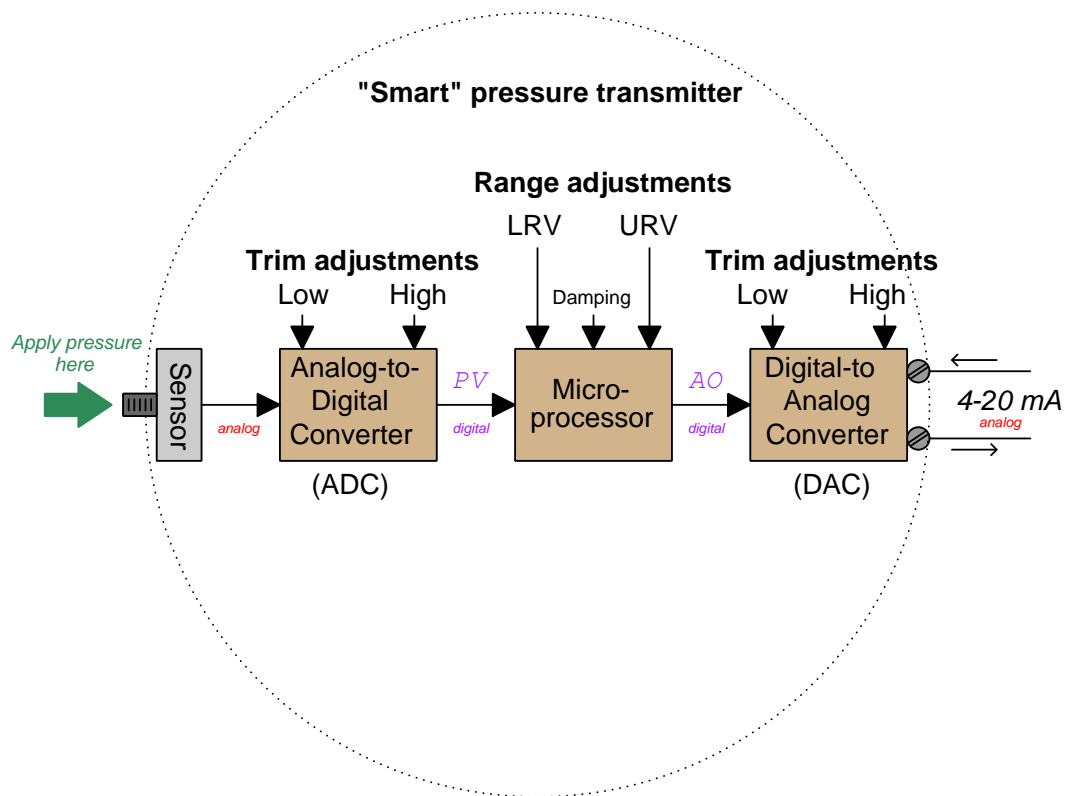 "Smart" pressure transmitter
Range adjustments
LRV URV
Trim adjustments
Low High
Damping
Trim adjustments
Low High
Apply pressure
here
Sensor
analog
Analog-to-
Digital
Converter
(ADC)
PV
digital
Micro-
processor
AO
digital
Digital-to
Analog
Converter
(DAC)
4-20 mA
analog